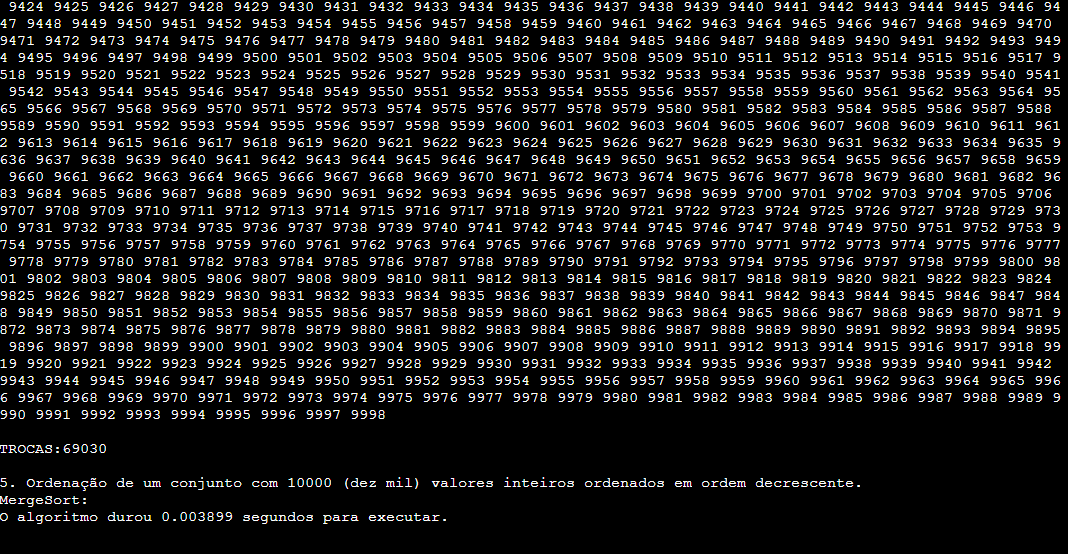 9424 9425 9426 9427 9428 9429 9430 9431 9432 9433 9434 9435 9436 9437 9438 9439 9440 9441 9442 9443 9444 9445 9446 94
47 9448 9449 9450 9451 9452 9453 9454 9455 9456 9457 9458 9459 9460 9461 9462 9463 9464 9465 9466 9467 9468 9469 9470
9471 9472 9473 9474 9475 9476 9477 9478 9479 9480 9481 9482 9483 9484 9485 9486 9487 9488 9489 9490 9491 9492 9493 949
4 9495 9496 9497 9498 9499 9500 9501 9502 9503 9504 9505 9506 9507 9508 9509 9510 9511 9512 9513 9514 9515 9516 9517 9
518 9519 9520 9521 9522 9523 9524 9525 9526 9527 9528 9529 9530 9531 9532 9533 9534 9535 9536 9537 9538 9539 9540 9541
9542 9543 9544 9545 9546 9547 9548 9549 9550 9551 9552 9553 9554 9555 9556 9557 9558 9559 9560 9561 9562 9563 9564 95
65 9566 9567 9568 9569 9570 9571 9572 9573 9574 9575 9576 9577 9578 9579 9580 9581 9582 9583 9584 9585 9586 9587 9588
9589 9590 9591 9592 9593 9594 9595 9596 9597 9598 9599 9600 9601 9602 9603 9604 9605 9606 9607 9608 9609 9610 9611 961
2 9613 9614 9615 9616 9617 9618 9619 9620 9621 9622 9623 9624 9625 9626 9627 9628 9629 9630 9631 9632 9633 9634 9635 9
636 9637 9638 9639 9640 9641 9642 9643 9644 9645 9646 9647 9648 9649 9650 9651 9652 9653 9654 9655 9656 9657 9658 9659
9660 9661 9662 9663 9664 9665 9666 9667 9668 9669 9670 9671 9672 9673 9674 9675 9676 9677 9678 9679 9680 9681 9682 96
83 9684 9685 9686 9687 9688 9689 9690 9691 9692 9693 9694 9695 9696 9697 9698 9699 9700 9701 9702 9703 9704 9705 9706
9707 9708 9709 9710 9711 9712 9713 9714 9715 9716 9717 9718 9719 9720 9721 9722 9723 9724 9725 9726 9727 9728 9729 973
0 9731 9732 9733 9734 9735 9736 9737 9738 9739 9740 9741 9742 9743 9744 9745 9746 9747 9748 9749 9750 9751 9752 9753 9
754 9755 9756 9757 9758 9759 9760 9761 9762 9763 9764 9765 9766 9767 9768 9769 9770 9771 9772 9773 9774 9775 9776 9777
9778 9779 9780 9781 9782 9783 9784 9785 9786 9787 9788 9789 9790 9791 9792 9793 9794 9795 9796 9797 9798 9799 9800 98
01 9802 9803 9804 9805 9806 9807 9808 9809 9810 9811 9812 9813 9814 9815 9816 9817 9818 9819 9820 9821 9822 9823 9824
9825 9826 9827 9828 9829 9830 9831 9832 9833 9834 9835 9836 9837 9838 9839 9840 9841 9842 9843 9844 9845 9846 9847 984
8 9849 9850 9851 9852 9853 9854 9855 9856 9857 9858 9859 9860 9861 9862 9863 9864 9865 9866 9867 9868 9869 9870 9871 9
872 9873 9874 9875 9876 9877 9878 9879 9880 9881 9882 9883 9884 9885 9886 9887 9888 9889 9890 9891 9892 9893 9894 9895
9896 9897 9898 9899 9900 9901 9902 9903 9904 9905 9906 9907 9908 9909 9910 9911 9912 9913 9914 9915 9916 9917 9918 99
19 9920 9921 9922 9923 9924 9925 9926 9927 9928 9929 9930 9931 9932 9933 9934 9935 9936 9937 9938 9939 9940 9941 9942
9943 9944 9945 9946 9947 9948 9949 9950 9951 9952 9953 9954 9955 9956 9957 9958 9959 9960 9961 9962 9963 9964 9965 996
6 9967 9968 9969 9970 9971 9972 9973 9974 9975 9976 9977 9978 9979 9980 9981 9982 9983 9984 9985 9986 9987 9988 9989 9
990 9991 9992 9993 9994 9995 9996 9997 9998
TROCAS:69030
5. Ordenação de um conjunto com 10000 (dez mil) valores inteiros ordenados em ordem decrescente.
MergeSort:
O algoritmo durou 0.003899 segundos para executar.